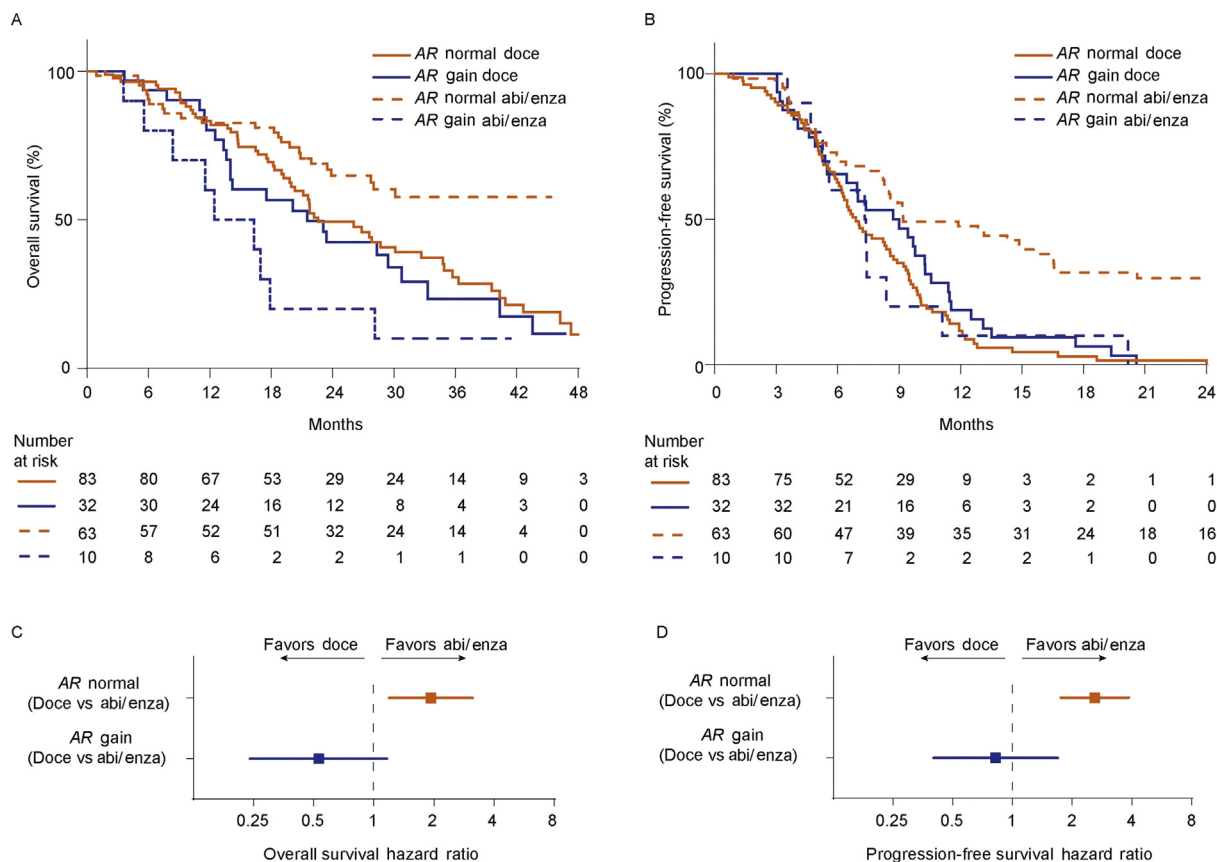 A
AR normal doce
AR gain doce
AR normal abi/enza
AR gain abi/enza
100
50
0
Overall survival (%)
0 6 12 18 24 30 36 42 48
Months
Number
at risk
83 80 67 53 29 24 14 9 3
32 30 24 16 12 8 4 3 0
63 57 52 51 32 24 14 4 0
10 8 6 2 2 1 1 0 0
B
AR normal doce
AR gain doce
AR normal abi/enza
AR gain abi/enza
100
50
0
Progression-free survival (%)
0 3 6 9 12 15 18 21 24
Months
Number
at risk
83 75 52 29 9 3 2 1 1
32 32 21 16 6 3 2 0 0
63 60 47 39 35 31 24 18 16
10 10 7 2 2 2 1 0 0
C
Favors doce Favors abi/enza
AR normal
(Doce vs abi/enza)
AR gain
(Doce vs abi/enza)
0.25 0.5 1 2 4 8
Overall survival hazard ratio
D
Favors doce Favors abi/enza
AR normal
(Doce vs abi/enza)
AR gain
(Doce vs abi/enza)
0.25 0.5 1 2 4 8
Progression-free survival hazard ratio